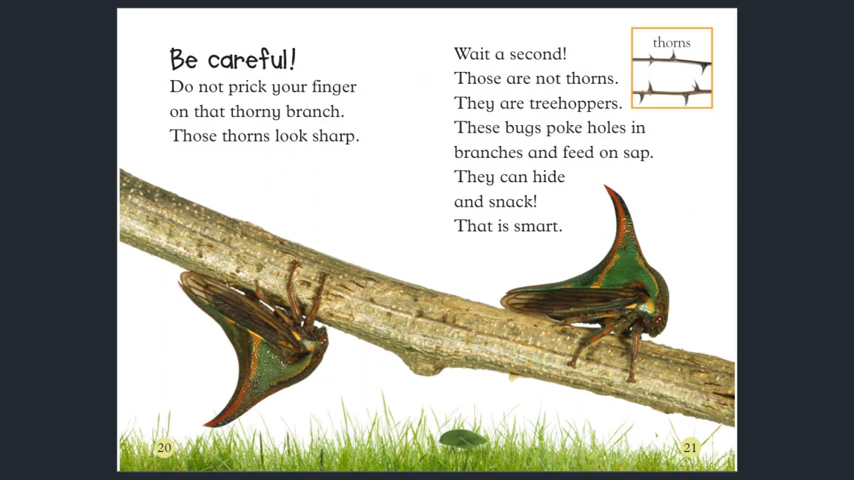 Be careful!
Do not prick your finger
on that thorny branch.
Those thorns look sharp.
20
Wait a second!
Those are not thorns.
They are treehoppers.
These bugs poke holes in
branches and feed on sap.
They can hide
and snack!
That is smart.
thorns
21